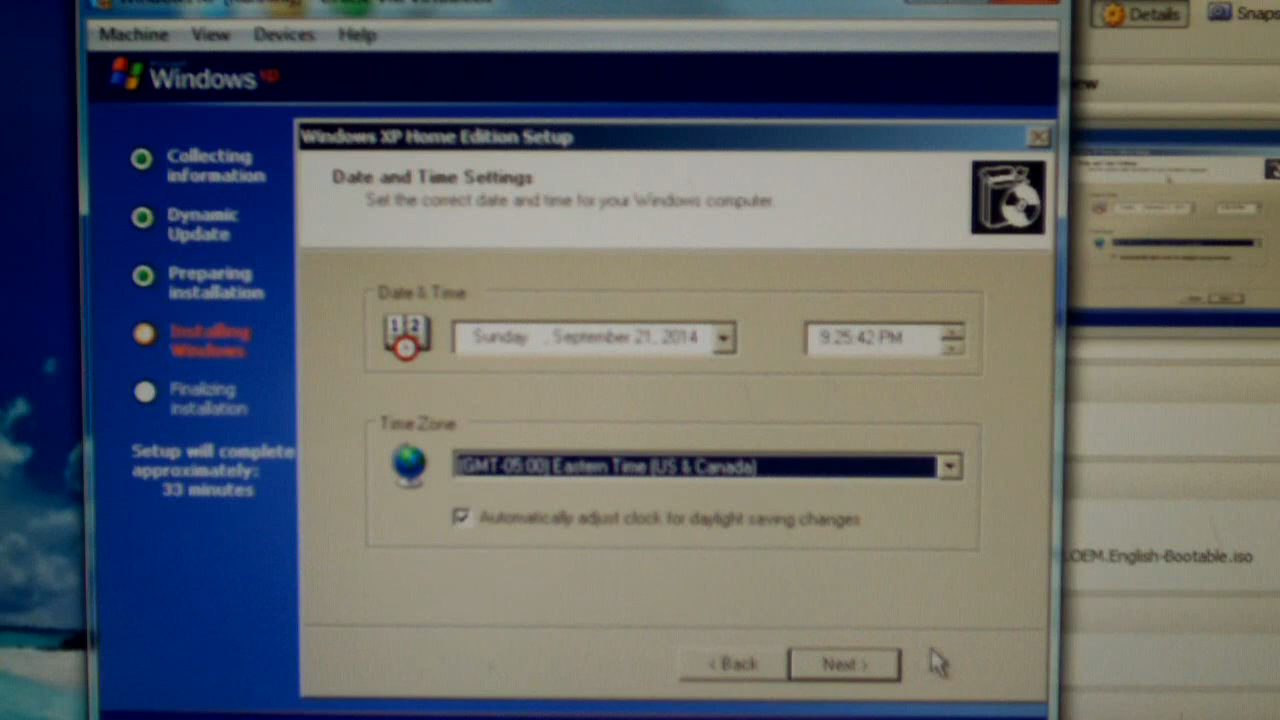 Machine View Devices Help
Details
Windows xp
Windows XP Home Edition Setup
Date and Time Settings
Set the correct date and time for your Windows computer.
Collecting
information
Dynamic
Update
Preparing
installation
Installing
Windows
Finalizing
installation
Setup will complete
approximately:
33 minutes
Date & Time
1 2
Sunday , September 21, 2014
9:25:42 PM
Time Zone
(GMT-05:00) Eastern Time (US & Canada)
Automatically adjust clock for daylight saving changes
< Back
Next >
.OEM.English-Bootable.iso